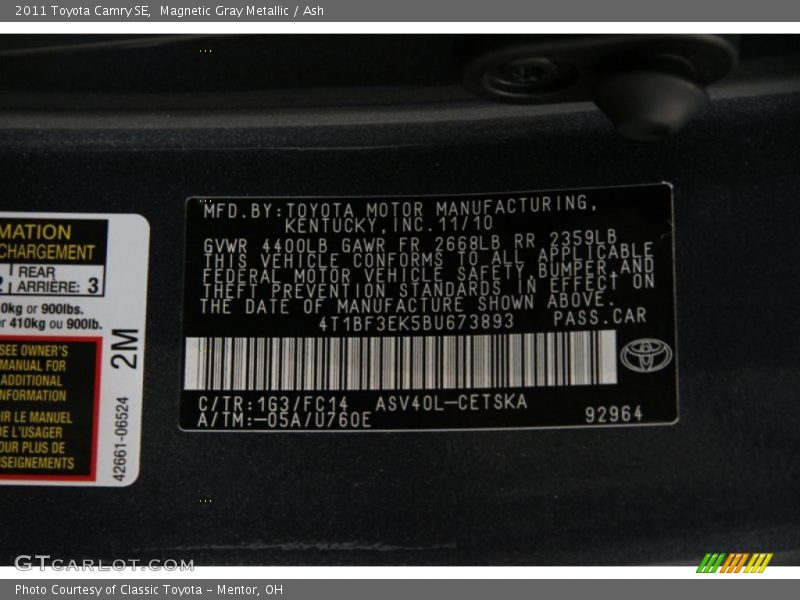 2011 Toyota Camry SE, Magnetic Gray Metallic / Ash
MFD.BY:TOYOTA MOTOR MANUFACTURING,
KENTUCKY,INC.11/10
GVWR 4400LB GAWR FR 2668LB RR 2359LB
THIS VEHICLE CONFORMS TO ALL APPLICABLE
FEDERAL MOTOR VEHICLE SAFETY,BUMPER,AND
THEFT PREVENTION STANDARDS IN EFFECT ON
THE DATE OF MANUFACTURE SHOWN ABOVE.
4T1BF3EK5BU673893 PASS.CAR
C/TR:1G3/FC14 ASV40L-CETSKA
A/TM:-05A/U760E 92964
MATION
CHARGEMENT
REAR
ARRIÈRE: 3
0kg or 900lbs.
er 410kg ou 900lb.
SEE OWNER'S
MANUAL FOR
ADDITIONAL
NFORMATION
IR LE MANUEL
DE L'USAGER
OUR PLUS DE
SEIGNEMENTS
2M
42661-06524
GTCARLOT.COM
Photo Courtesy of Classic Toyota - Mentor, OH